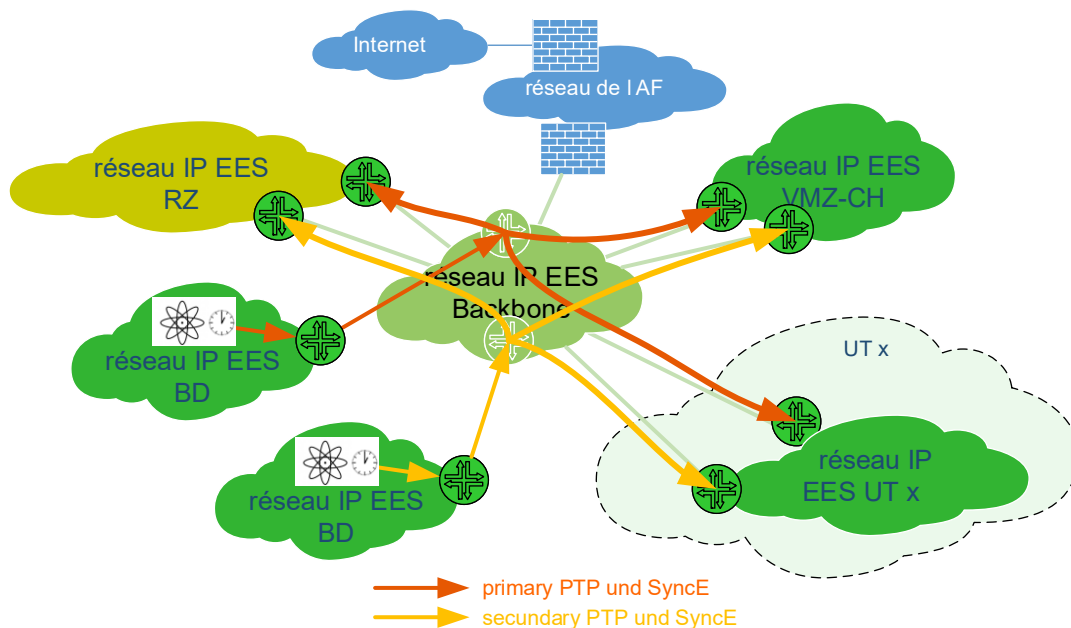 Internet
réseau de l AF
réseau IP EES
RZ
réseau IP EES
VMZ-CH
réseau IP EES
Backbone
réseau IP EES
BD
UT x
réseau IP
EES UT x
réseau IP EES
BD
primary PTP und SyncE
secundary PTP und SyncE